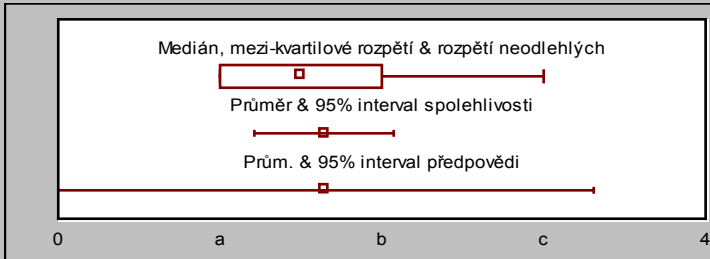 Medián, mezi-kvartilové rozpětí & rozpětí neodlehlých
Průměr & 95% interval spolehlivosti
Prům. & 95% interval předpovědi
0 a b c 4